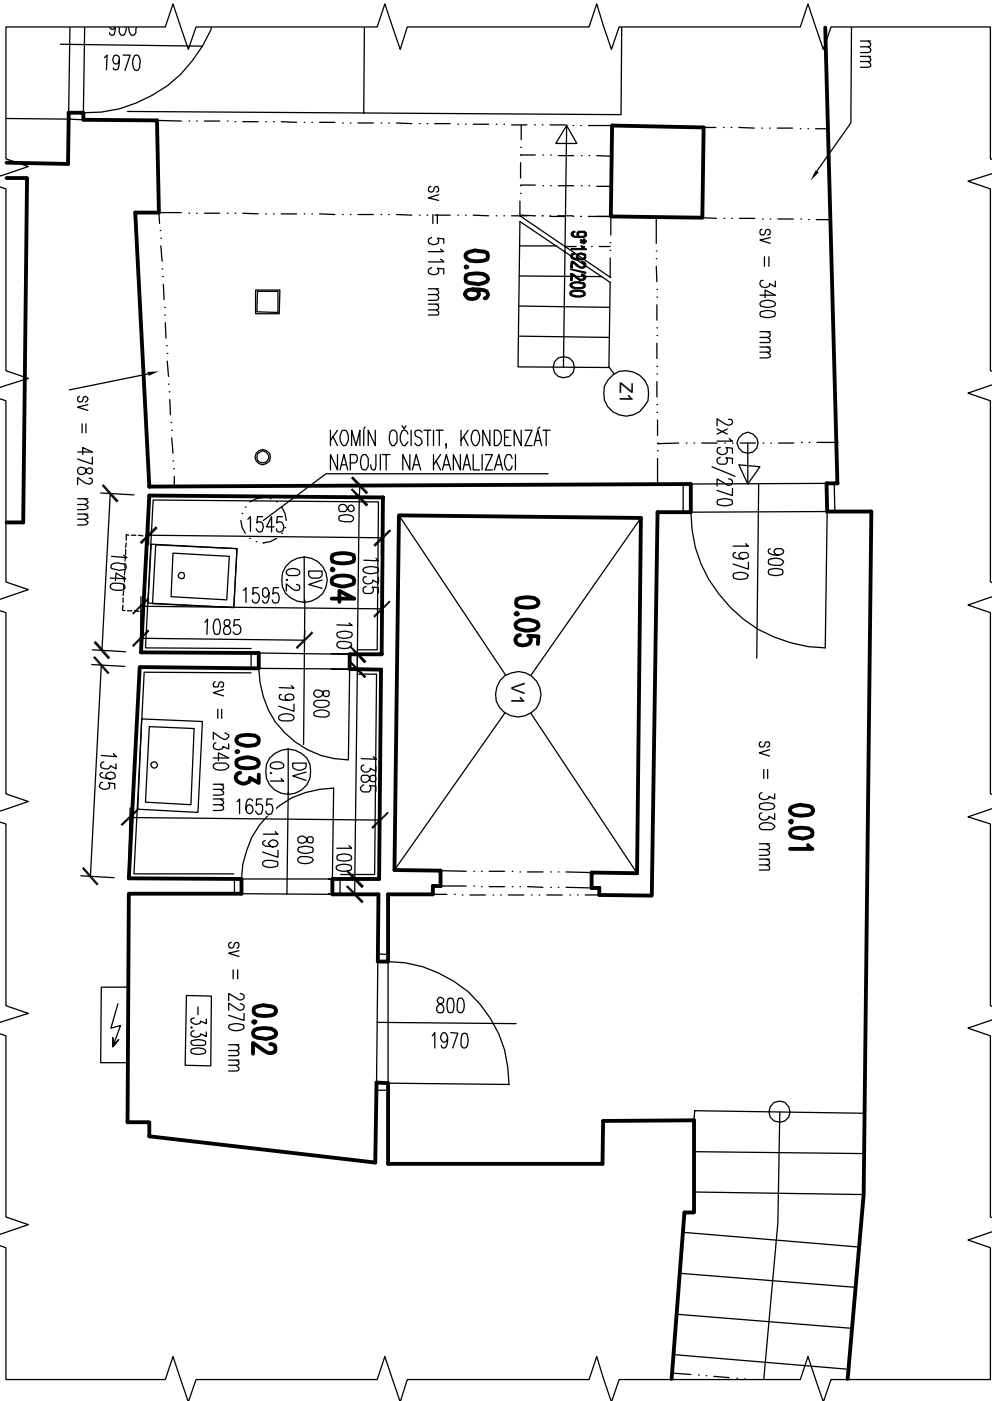 900
1970
mm
sv = 5115 mm
0.06
9*192/200
sv = 3400 mm
Z1
sv = 4782 mm
KOMÍN OČISTIT, KONDENZÁT
NAPOJIT NA KANALIZACI
2x155/270
900
1970
80
1545
1035
0.04
DV
0.2
1040
1595
1085
100
0.05
V1
800
1970
sv = 2340 mm
0.03
DV
0.1
1385
1395
1655
800
1970
100
sv = 3030 mm
0.01
sv = 2270 mm
0.02
-3.300
800
1970